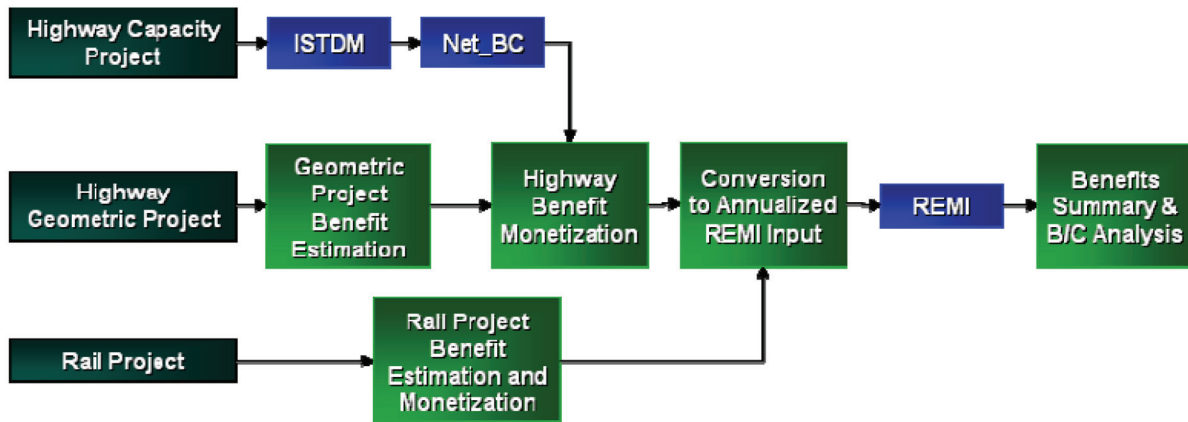 Highway Capacity
Project
ISTDM
Net_BC
Highway
Geometric Project
Geometric
Project
Benefit
Estimation
Highway
Benefit
Monetization
Conversion
to Annualized
REMI Input
REMI
Benefits
Summary &
B/C Analysis
Rail Project
Rail Project
Benefit
Estimation and
Monetization